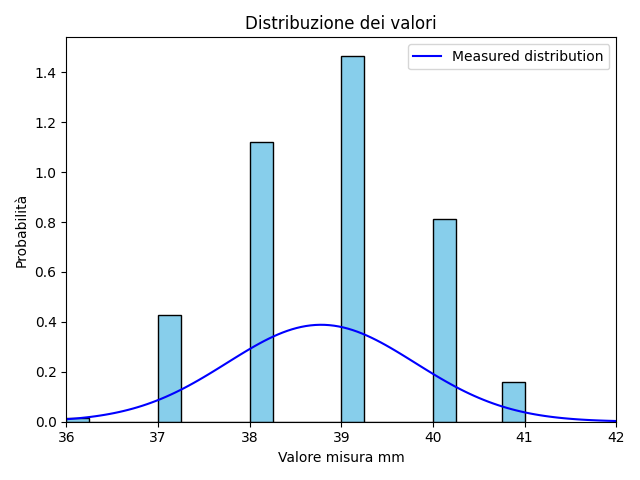 Distribuzione dei valori
Measured distribution
Probabilità
1.4
1.2
1.0
0.8
0.6
0.4
0.2
0.0
36 37 38 39 40 41 42
Valore misura mm